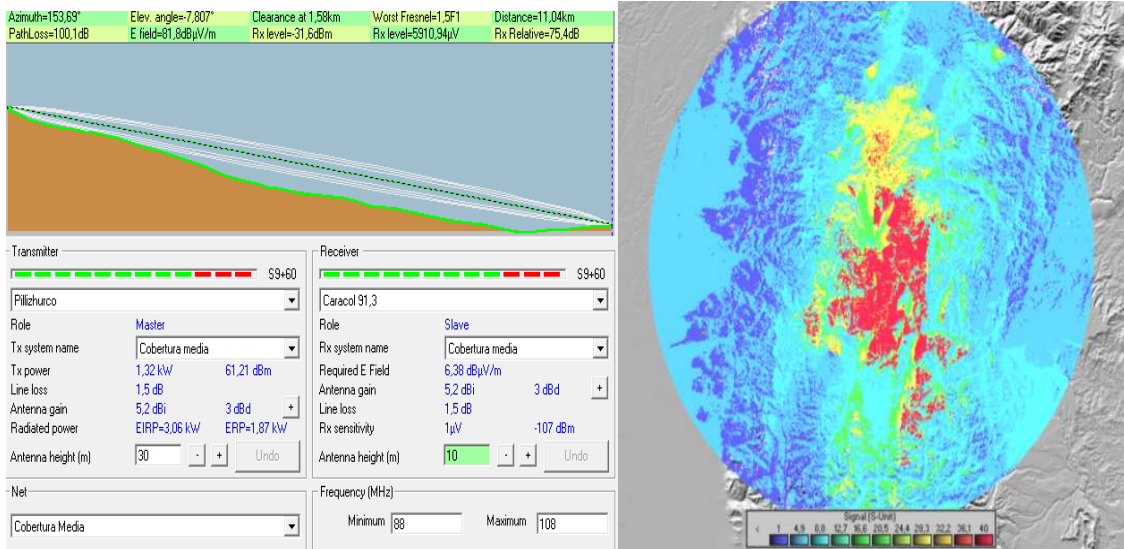 Azimuth=153,69° Elev. angle=-7,807° Clearance at 1,58km Worst Fresnel=1,5F1 Distance=11,04km
PathLoss=100,1dB E field=81,8dBµV/m Rx level=-31,6dBm Rx level=5910,94µV Rx Relative=75,4dB
Transmitter
S9+60
Pilizhurco
Role Master
Tx system name Cobertura media
Tx power 1,32 kW 61,21 dBm
Line loss 1,5 dB
Antenna gain 5,2 dBi 3 dBd +
Radiated power EIRP=3,06 kW ERP=1,87 kW
Antenna height (m) 30 - + Undo
Net
Cobertura Media
Receiver
S9+60
Caracol 91,3
Role Slave
Rx system name Cobertura media
Required E Field 6,38 dBµV/m
Antenna gain 5,2 dBi 3 dBd +
Line loss 1,5 dB
Rx sensitivity 1µV -107 dBm
Antenna height (m) 10 - + Undo
Frequency (MHz)
Minimum 88 Maximum 108
Signal (S-Unit)
< 1 4,9 8,8 12,7 16,6 20,5 24,4 28,3 32,2 36,1 40